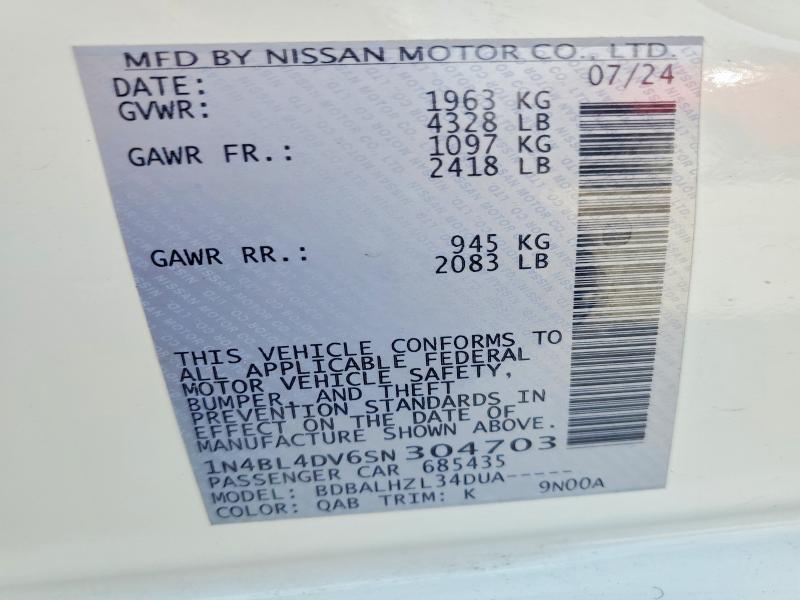 MFD BY NISSAN MOTOR CO., LTD.
DATE: 07/24
GVWR: 1963 KG
4328 LB
GAWR FR.: 1097 KG
2418 LB
GAWR RR.: 945 KG
2083 LB
THIS VEHICLE CONFORMS TO
ALL APPLICABLE FEDERAL
MOTOR VEHICLE SAFETY,
BUMPER, AND THEFT
PREVENTION STANDARDS IN
EFFECT ON THE DATE OF
MANUFACTURE SHOWN ABOVE.
1N4BL4DV6SN304703
PASSENGER CAR 685435
MODEL: BDBALHZL34DUA-----
COLOR: QAB TRIM: K 9N00A